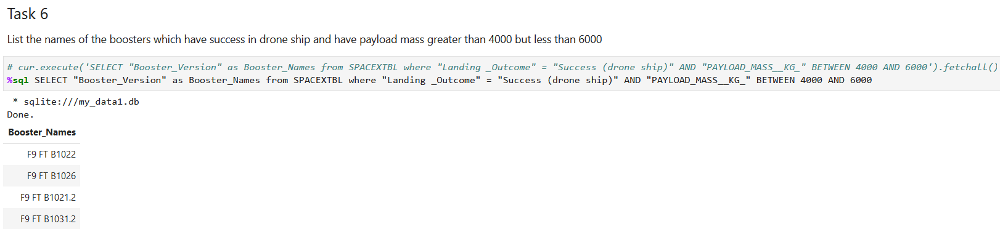 Task 6
List the names of the boosters which have success in drone ship and have payload mass greater than 4000 but less than 6000
# cur.execute('SELECT "Booster_Version" as Booster_Names from SPACEXTBL where "Landing _Outcome" = "Success (drone ship)" AND "PAYLOAD_MASS__KG_" BETWEEN 4000 AND 6000').fetchall()
%sql SELECT "Booster_Version" as Booster_Names from SPACEXTBL where "Landing _Outcome" = "Success (drone ship)" AND "PAYLOAD_MASS__KG_" BETWEEN 4000 AND 6000
* sqlite:///my_data1.db
Done.
Booster_Names
F9 FT B1022
F9 FT B1026
F9 FT B1021.2
F9 FT B1031.2